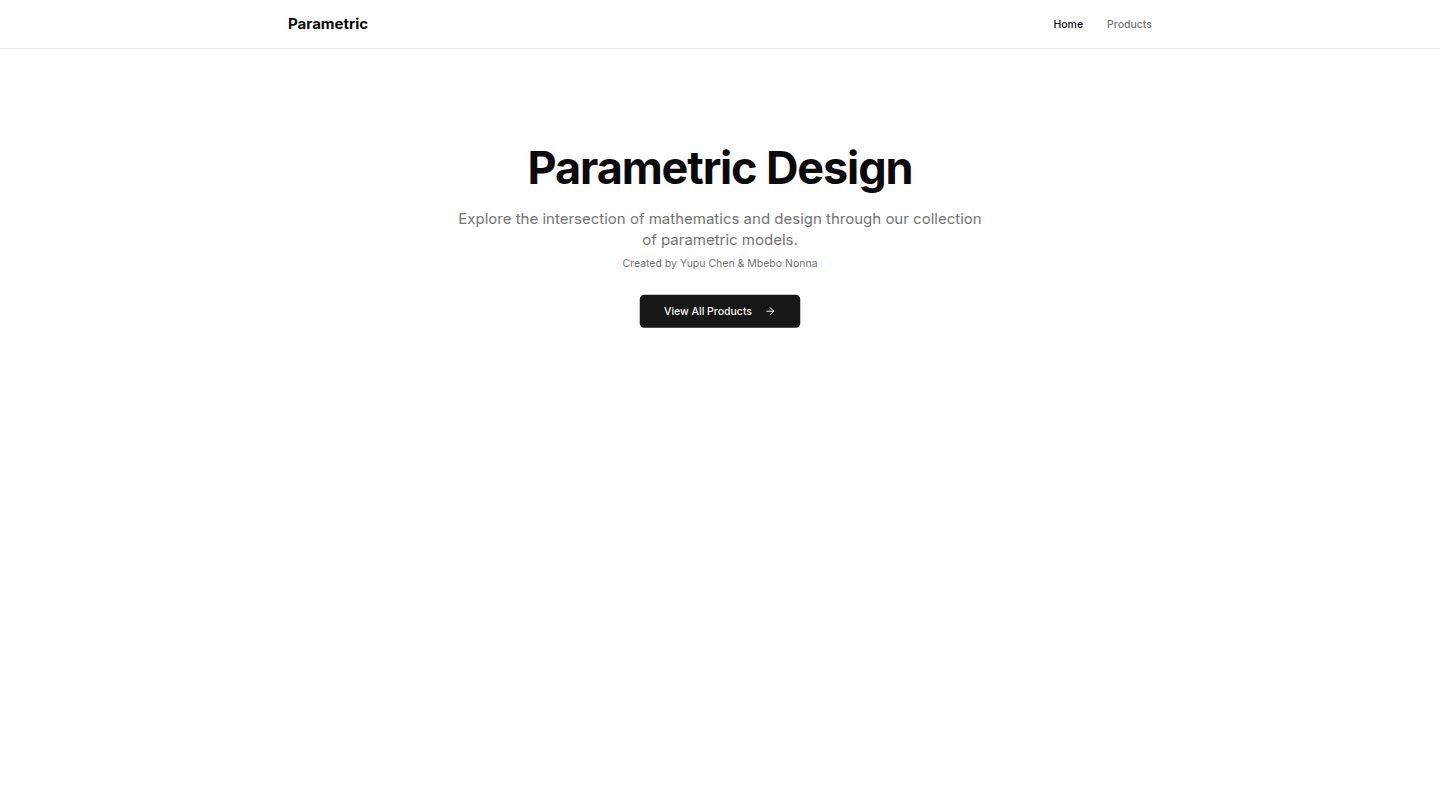 Parametric
Home
Products
Parametric Design
Explore the intersection of mathematics and design through our collection
of parametric models.
Created by Yupu Chen & Mbebo Nonna
View All Products